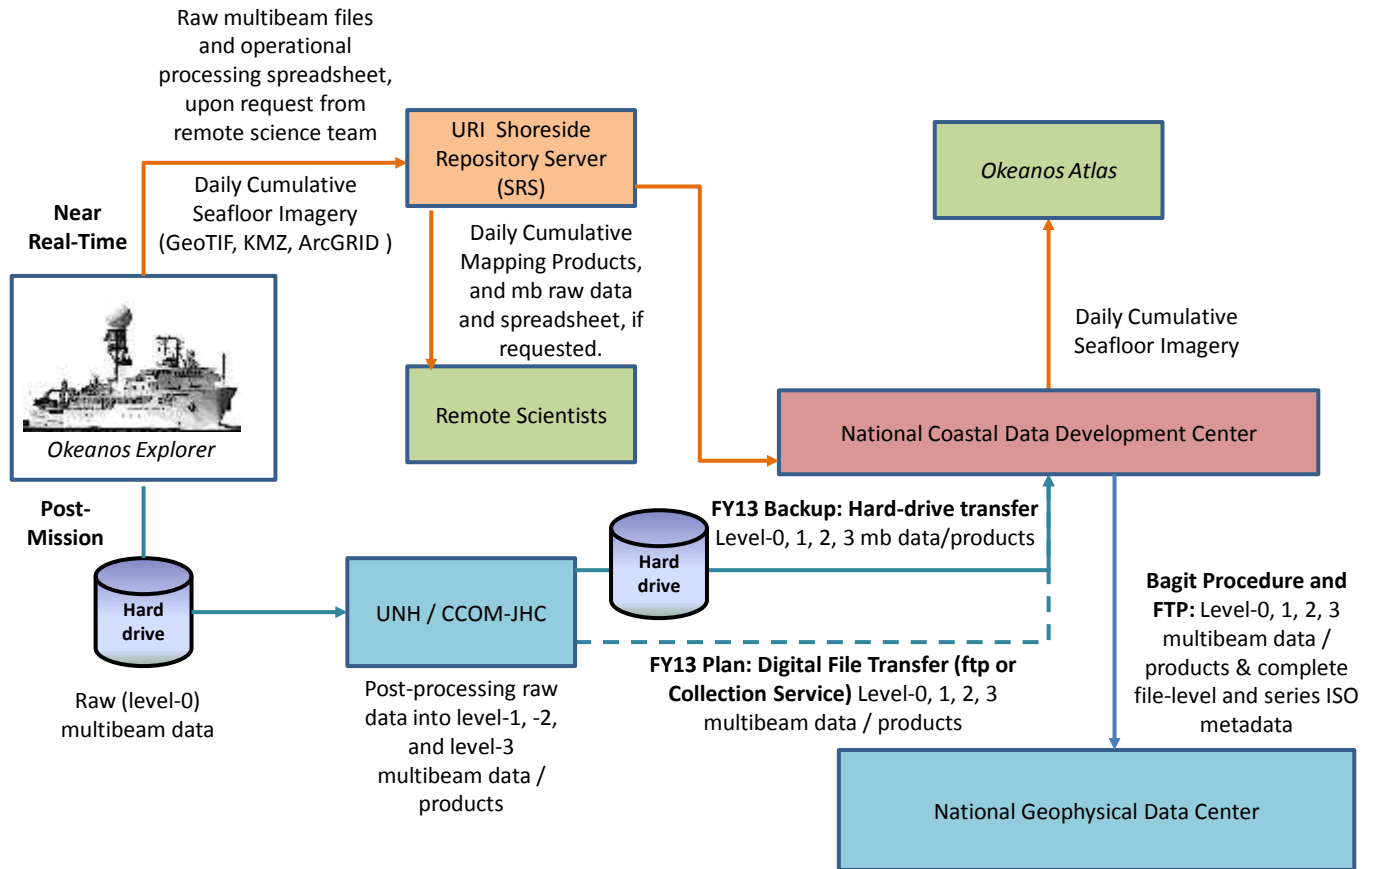 Raw multibeam files
and operational
processing spreadsheet,
upon request from
remote science team
Daily Cumulative
Seafloor Imagery
(GeoTIF, KMZ, ArcGRID )
Near
Real-Time
URI  Shoreside
Repository Server
(SRS)
Okeanos Atlas
Daily Cumulative
Mapping Products,
and mb raw data
and spreadsheet, if
requested.
Daily Cumulative
Seafloor Imagery
Okeanos Explorer
Remote Scientists
National Coastal Data Development Center
Post-
Mission
Hard
drive
Raw (level-0)
multibeam data
UNH / CCOM-JHC
Post-processing raw
data into level-1, -2,
and level-3
multibeam data /
products
FY13 Backup: Hard-drive transfer
Level-0, 1, 2, 3 mb data/products
Hard
drive
FY13 Plan: Digital File Transfer (ftp or
Collection Service) Level-0, 1, 2, 3
multibeam data / products
Bagit Procedure and
FTP: Level-0, 1, 2, 3
multibeam data /
products & complete
file-level and series ISO
metadata
National Geophysical Data Center